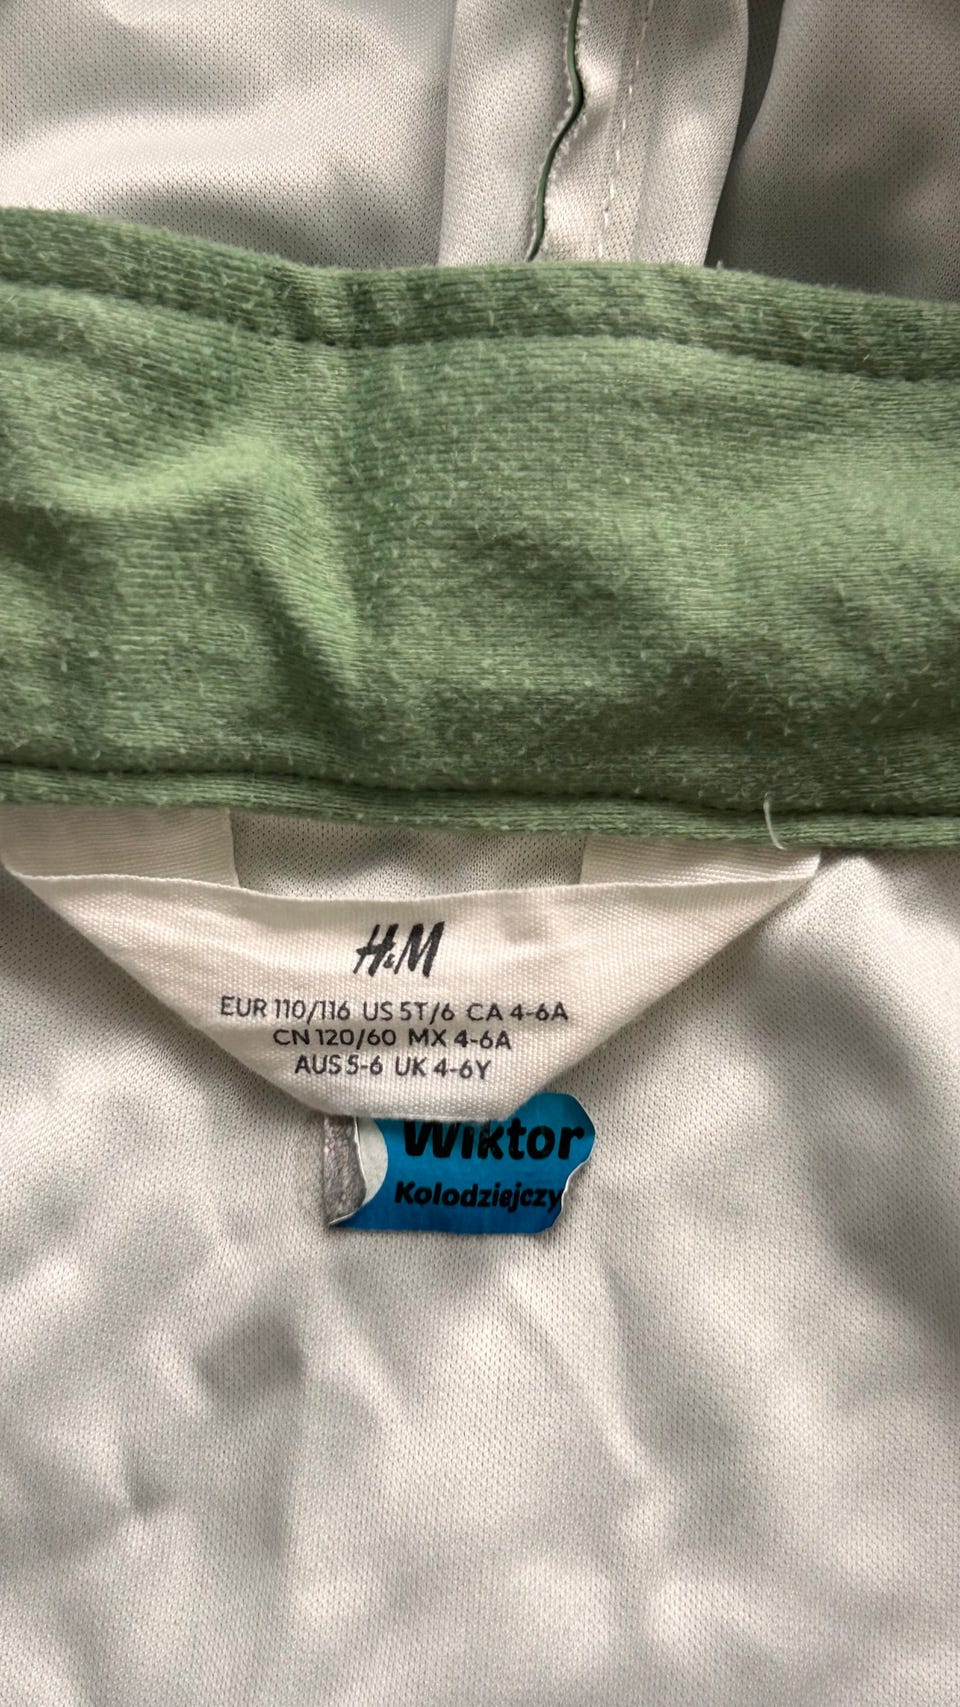 H&M
EUR 110/116 US 5T/6 CA 4-6A
CN 120/60 MX 4-6A
AUS 5-6 UK 4-6Y
Wiktor
Kolodziejczy